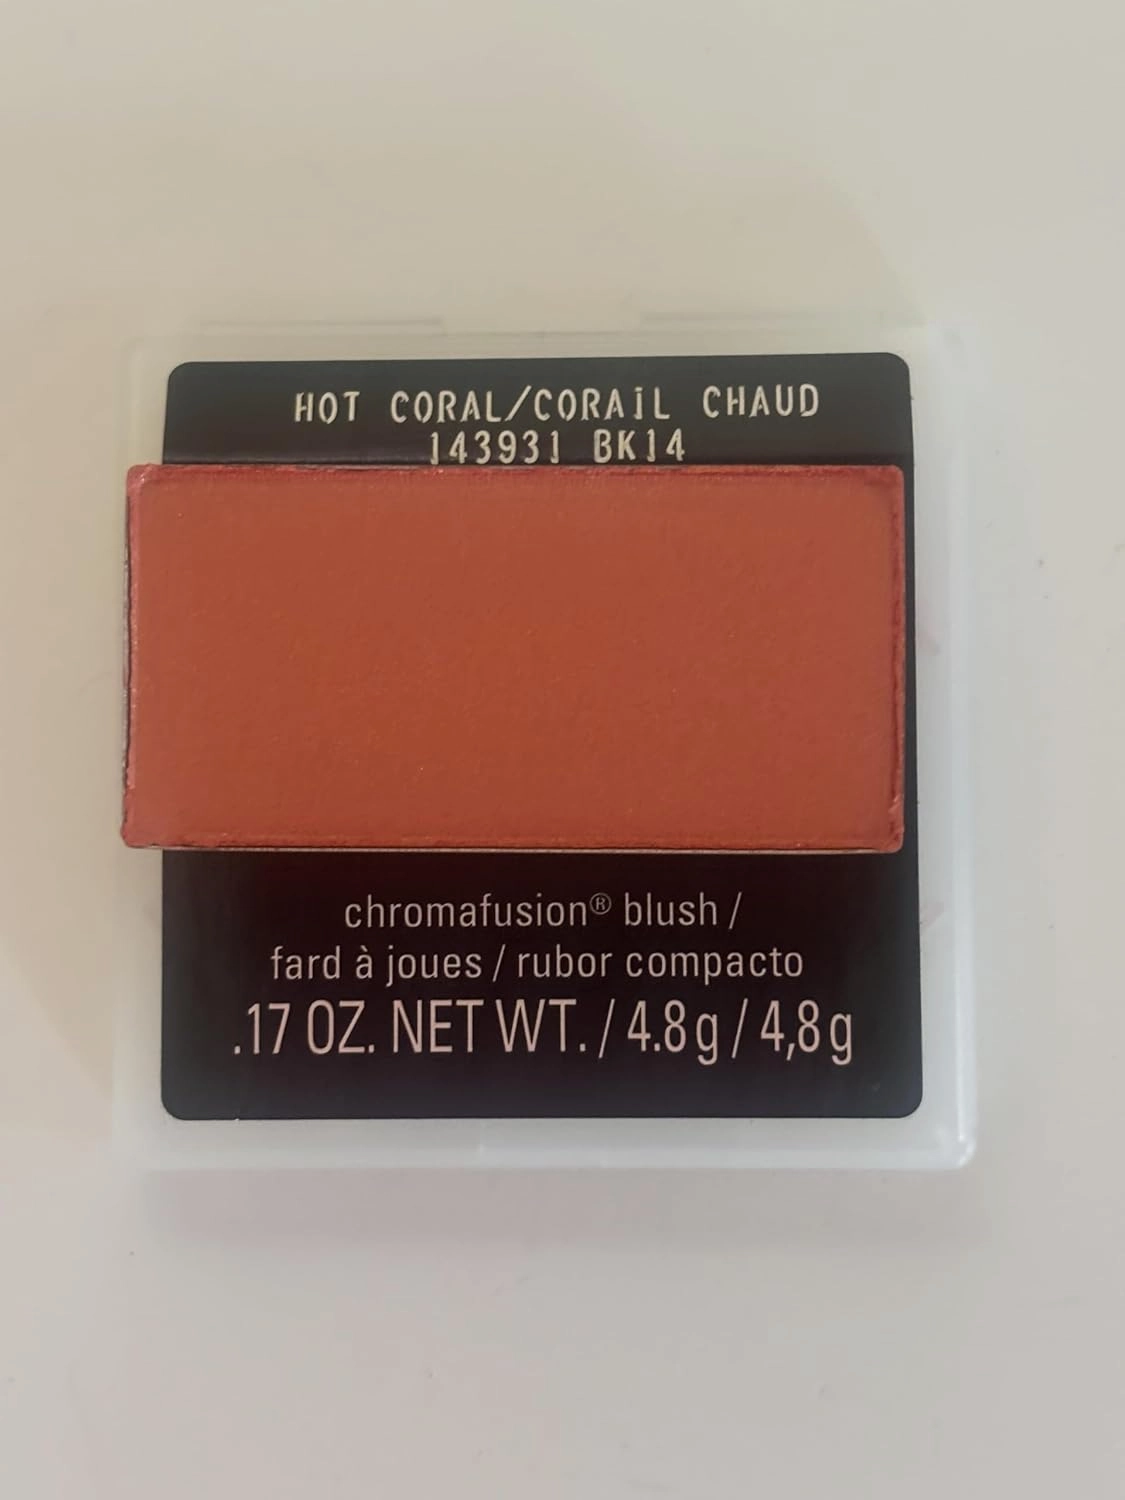 HOT CORAL/CORAiL CHAUD
143931 BK14
chromafusion® blush /
fard à joues / rubor compacto
.17 OZ. NET WT. / 4.8g / 4,8g